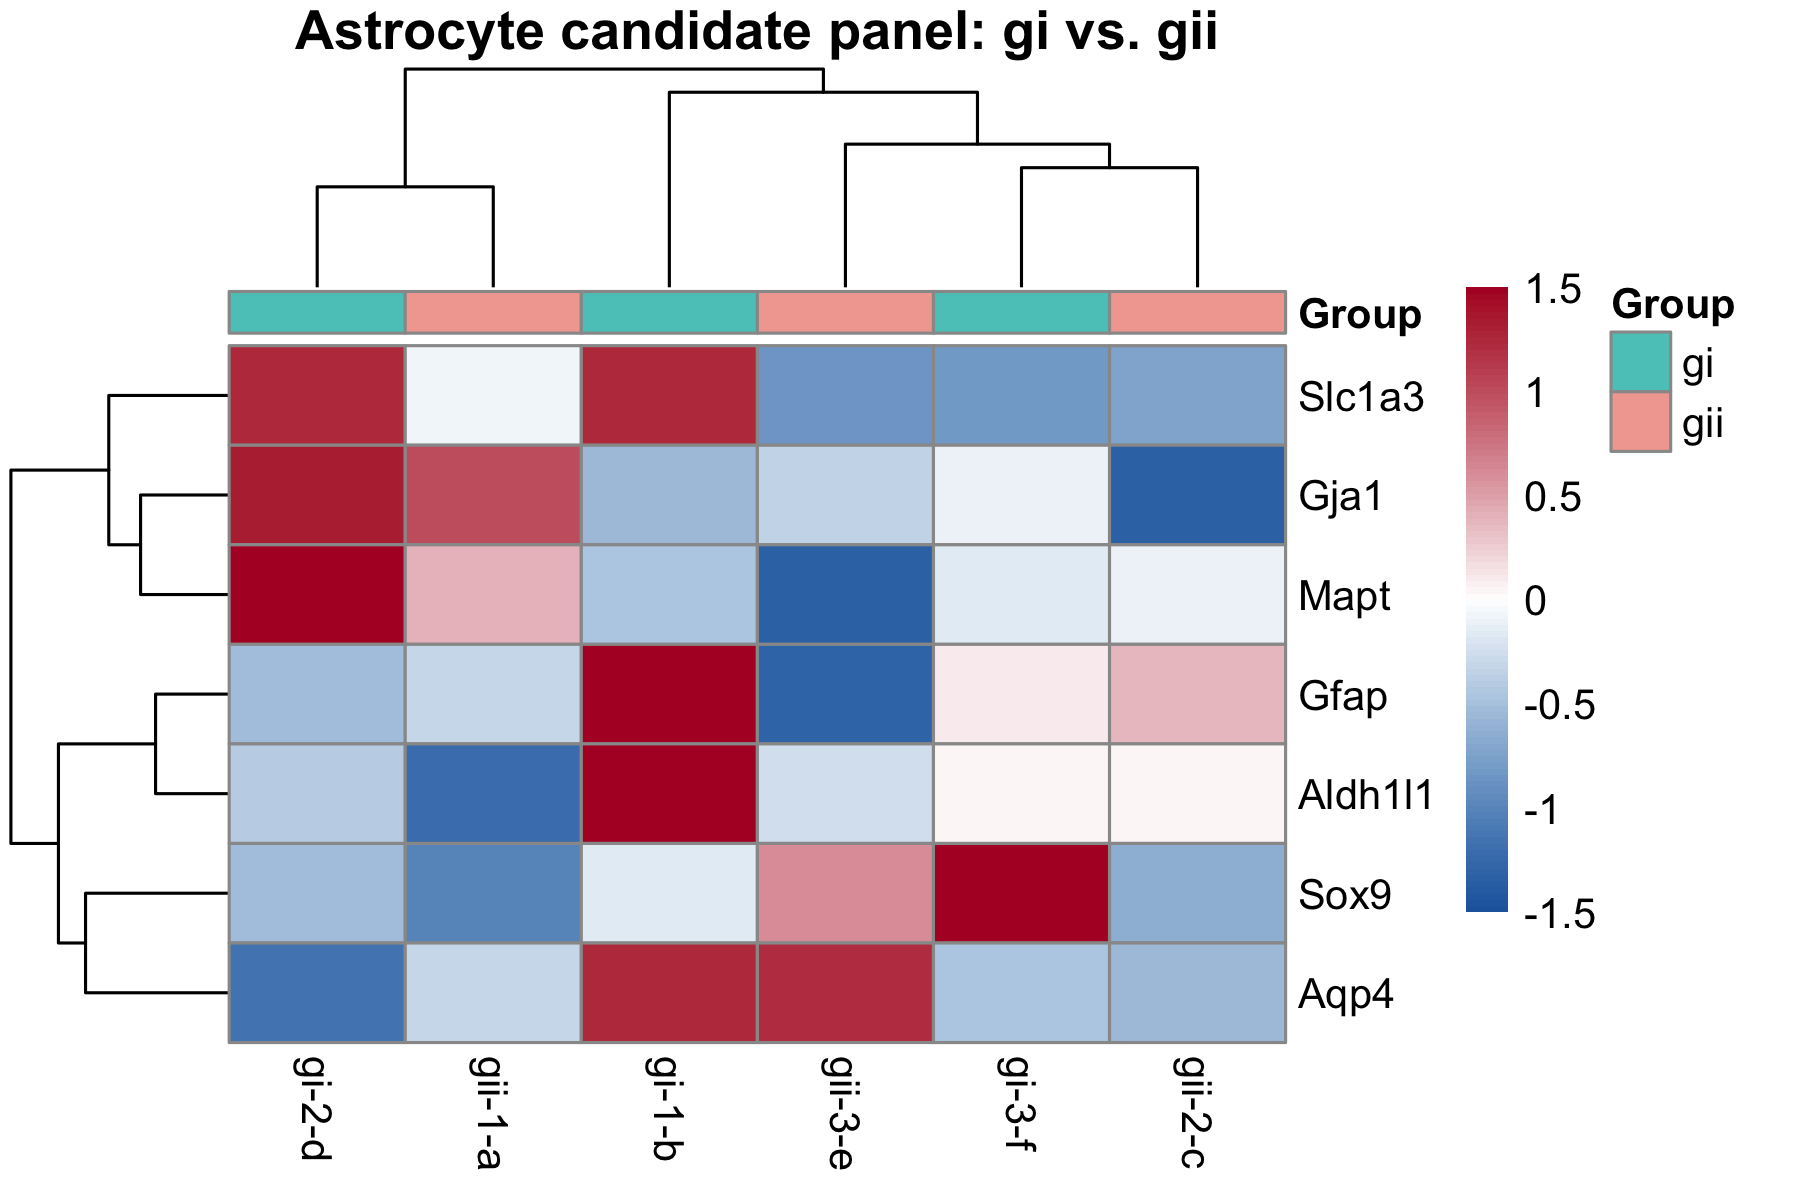 Astrocyte candidate panel: gi vs. gii
Group
Slc1a3
Gja1
Mapt
Gfap
Aldh1l1
Sox9
Aqp4
gi-2-d
gii-1-a
gi-1-b
gii-3-e
gi-3-f
gii-2-c
1.5
1
0.5
0
-0.5
-1
-1.5
Group
gi
gii